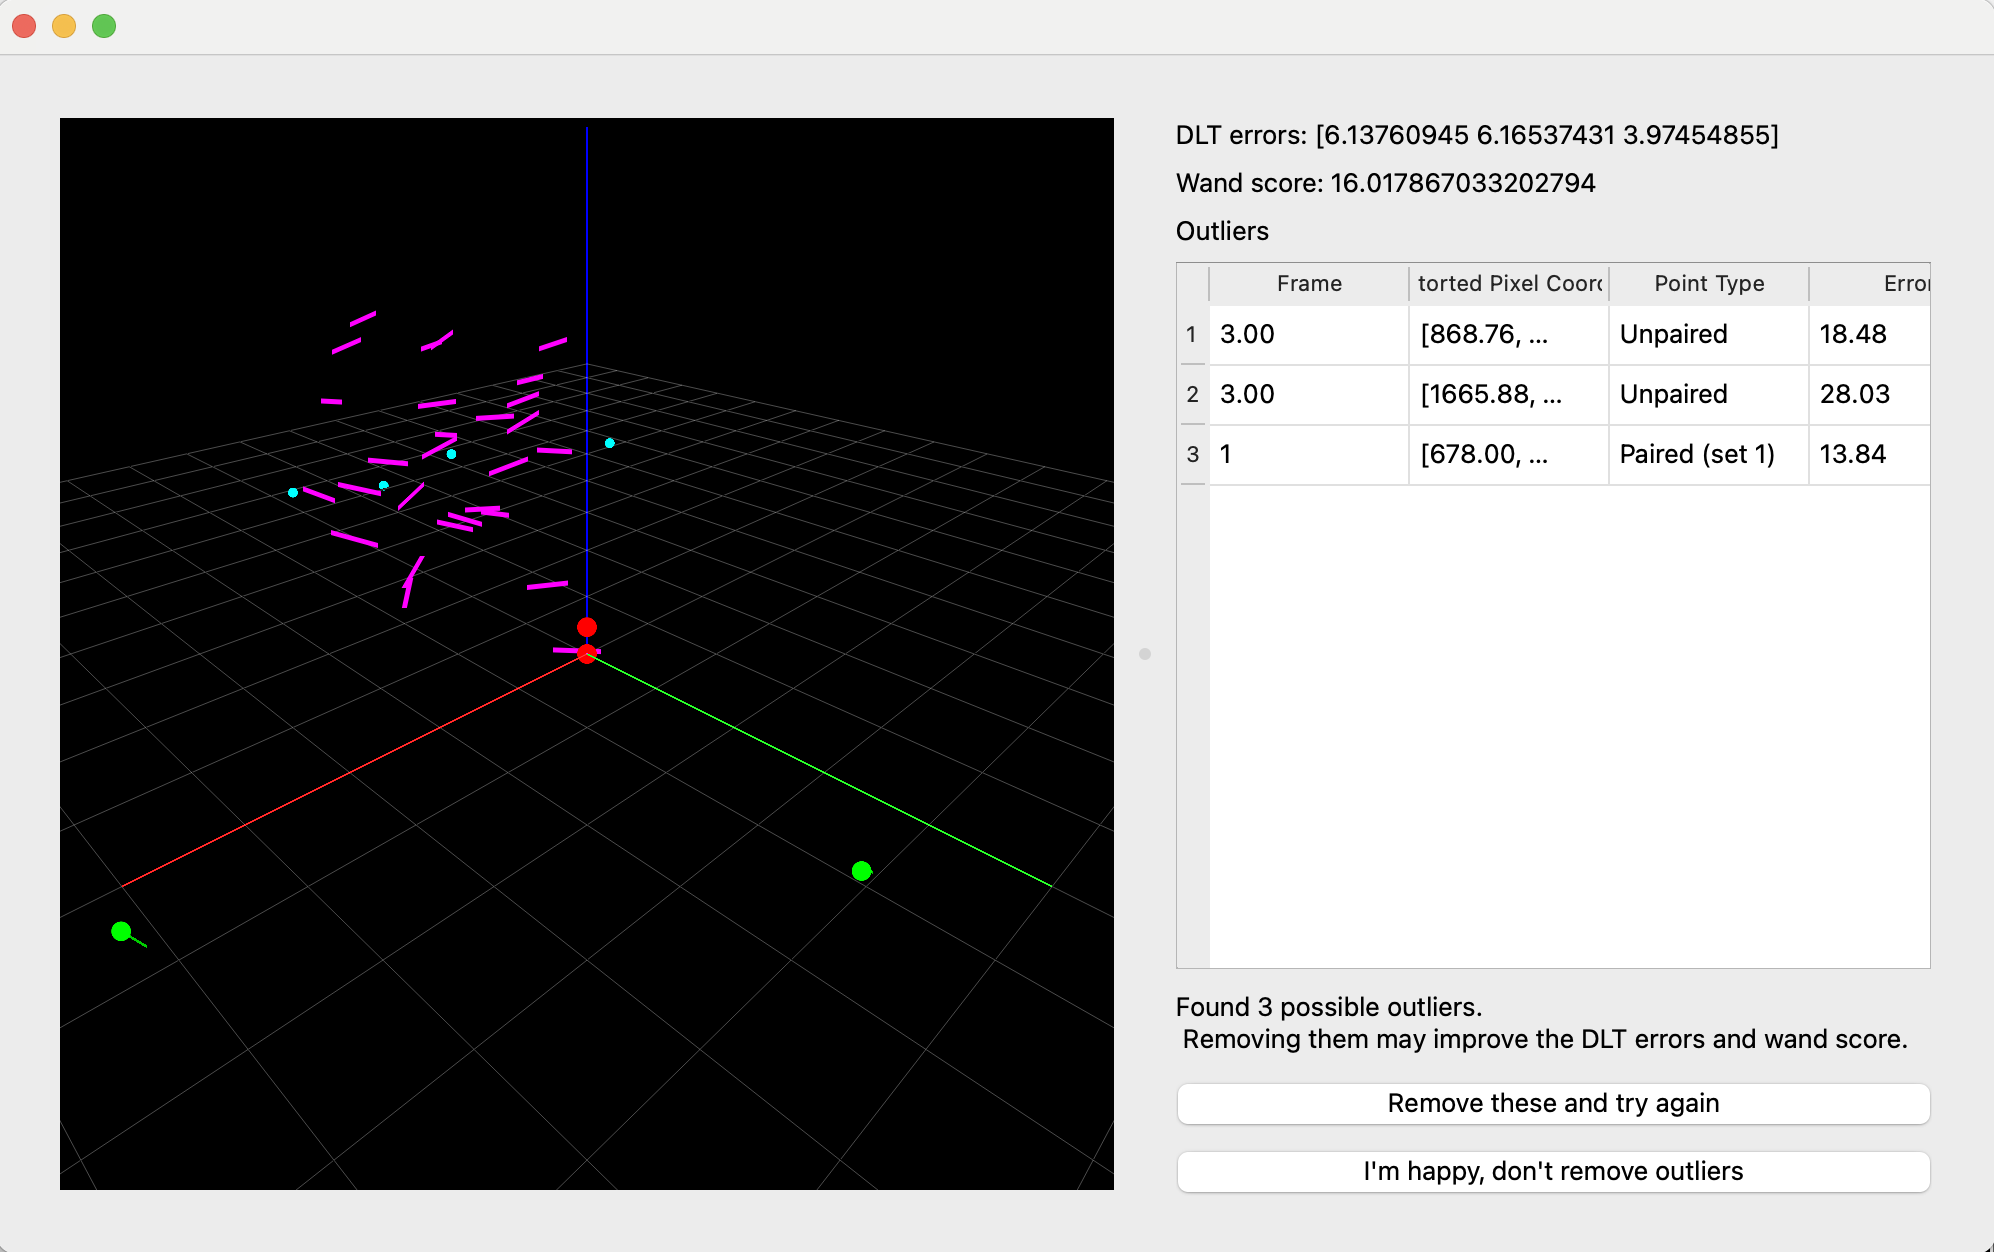 DLT errors: [6.13760945 6.16537431 3.97454855]
Wand score: 16.017867033202794
Outliers
Frame torted Pixel Coord Point Type Error
1 3.00 [868.76, ... Unpaired 18.48
2 3.00 [1665.88, ... Unpaired 28.03
3 1 [678.00, ... Paired (set 1) 13.84
Found 3 possible outliers.
Removing them may improve the DLT errors and wand score.
Remove these and try again
I'm happy, don't remove outliers